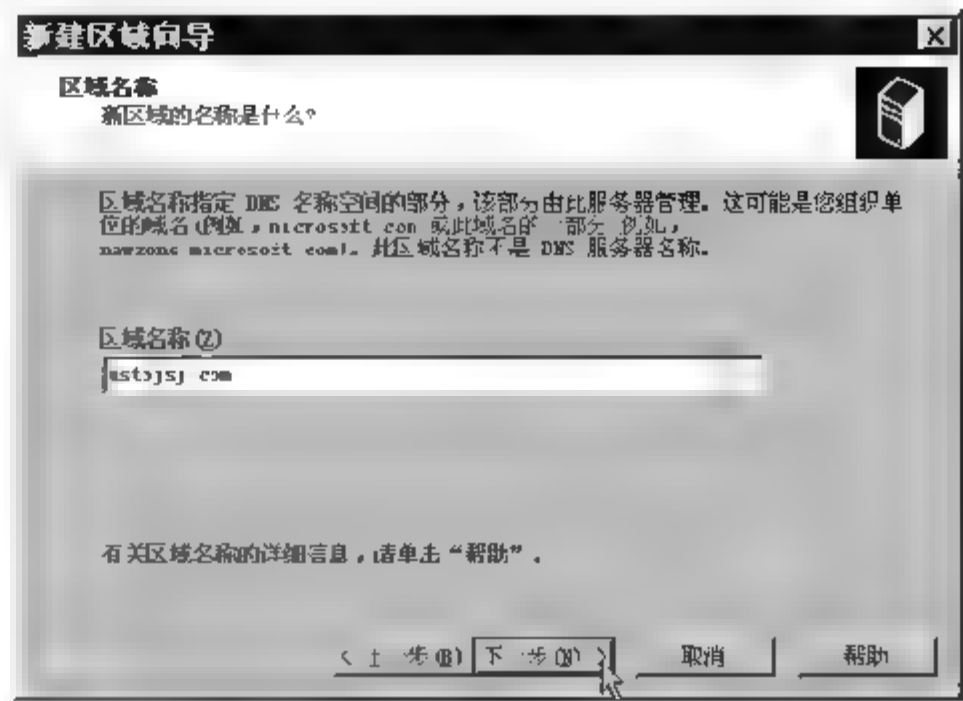 新建区域向导
区域名称
新区域的名称是什么?
区域名称指定 DNS 名称空间的部分,该部分由此服务器管理。这可能是您组织单
位的域名(例如,microsoft.com 或此域名的一部分 例如,
newzone.microsoft.com)。此区域名称不是 DNS 服务器名称。
区域名称(Z)
有关区域名称的详细信息,请单击“帮助”。
< 上一步(B) 下一步(N) > 取消 帮助